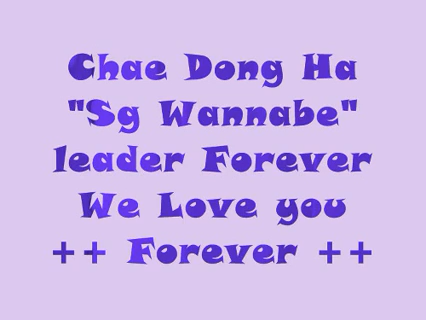 Chae Dong Ha
"Sg Wannabe"
leader Forever
We Love you
++ Forever ++